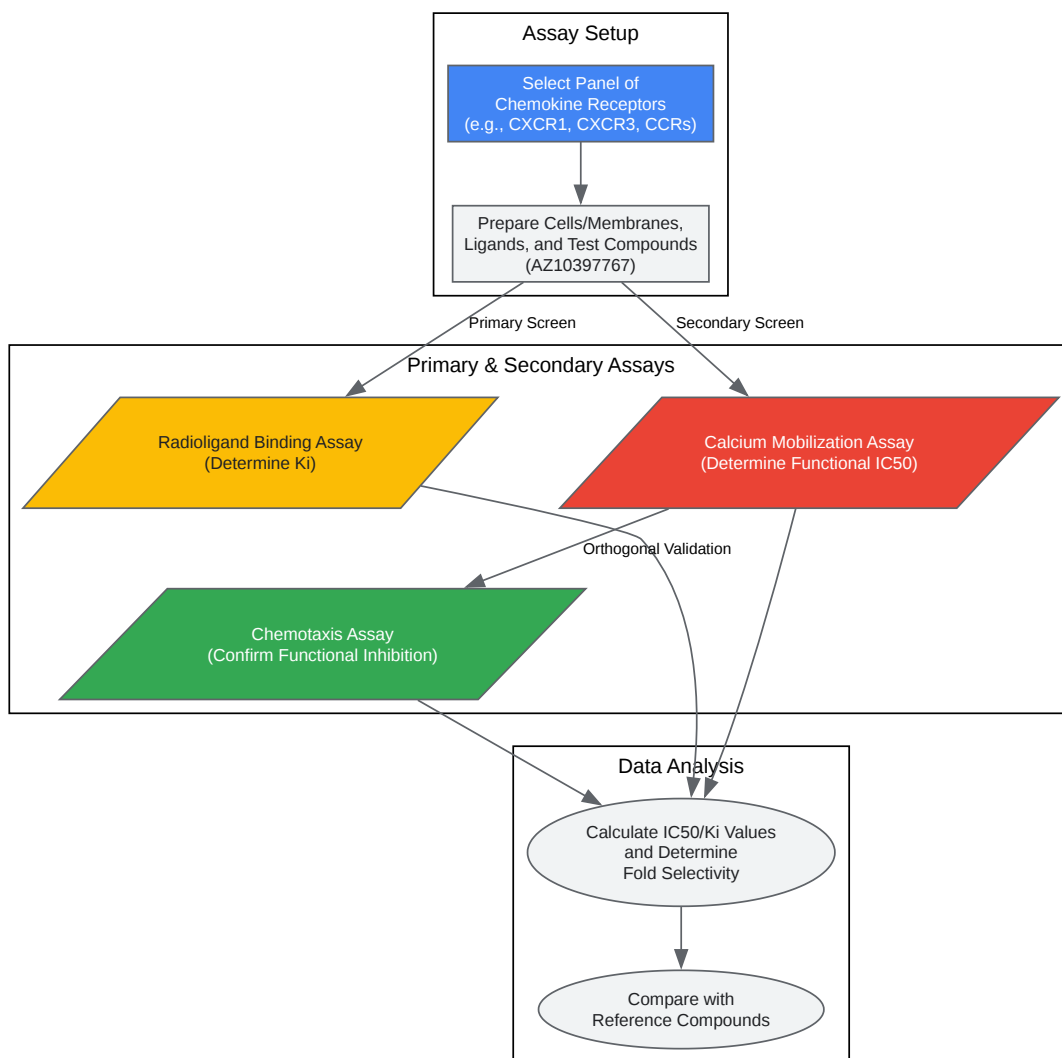 Assay Setup
Select Panel of
Chemokine Receptors
(e.g., CXCR1, CXCR3, CCRs)
Prepare Cells/Membranes,
Ligands, and Test Compounds
(AZ10397767)
Primary Screen
Secondary Screen
Primary & Secondary Assays
Radioligand Binding Assay
(Determine Ki)
Calcium Mobilization Assay
(Determine Functional IC50)
Orthogonal Validation
Chemotaxis Assay
(Confirm Functional Inhibition)
Data Analysis
Calculate IC50/Ki Values
and Determine
Fold Selectivity
Compare with
Reference Compounds